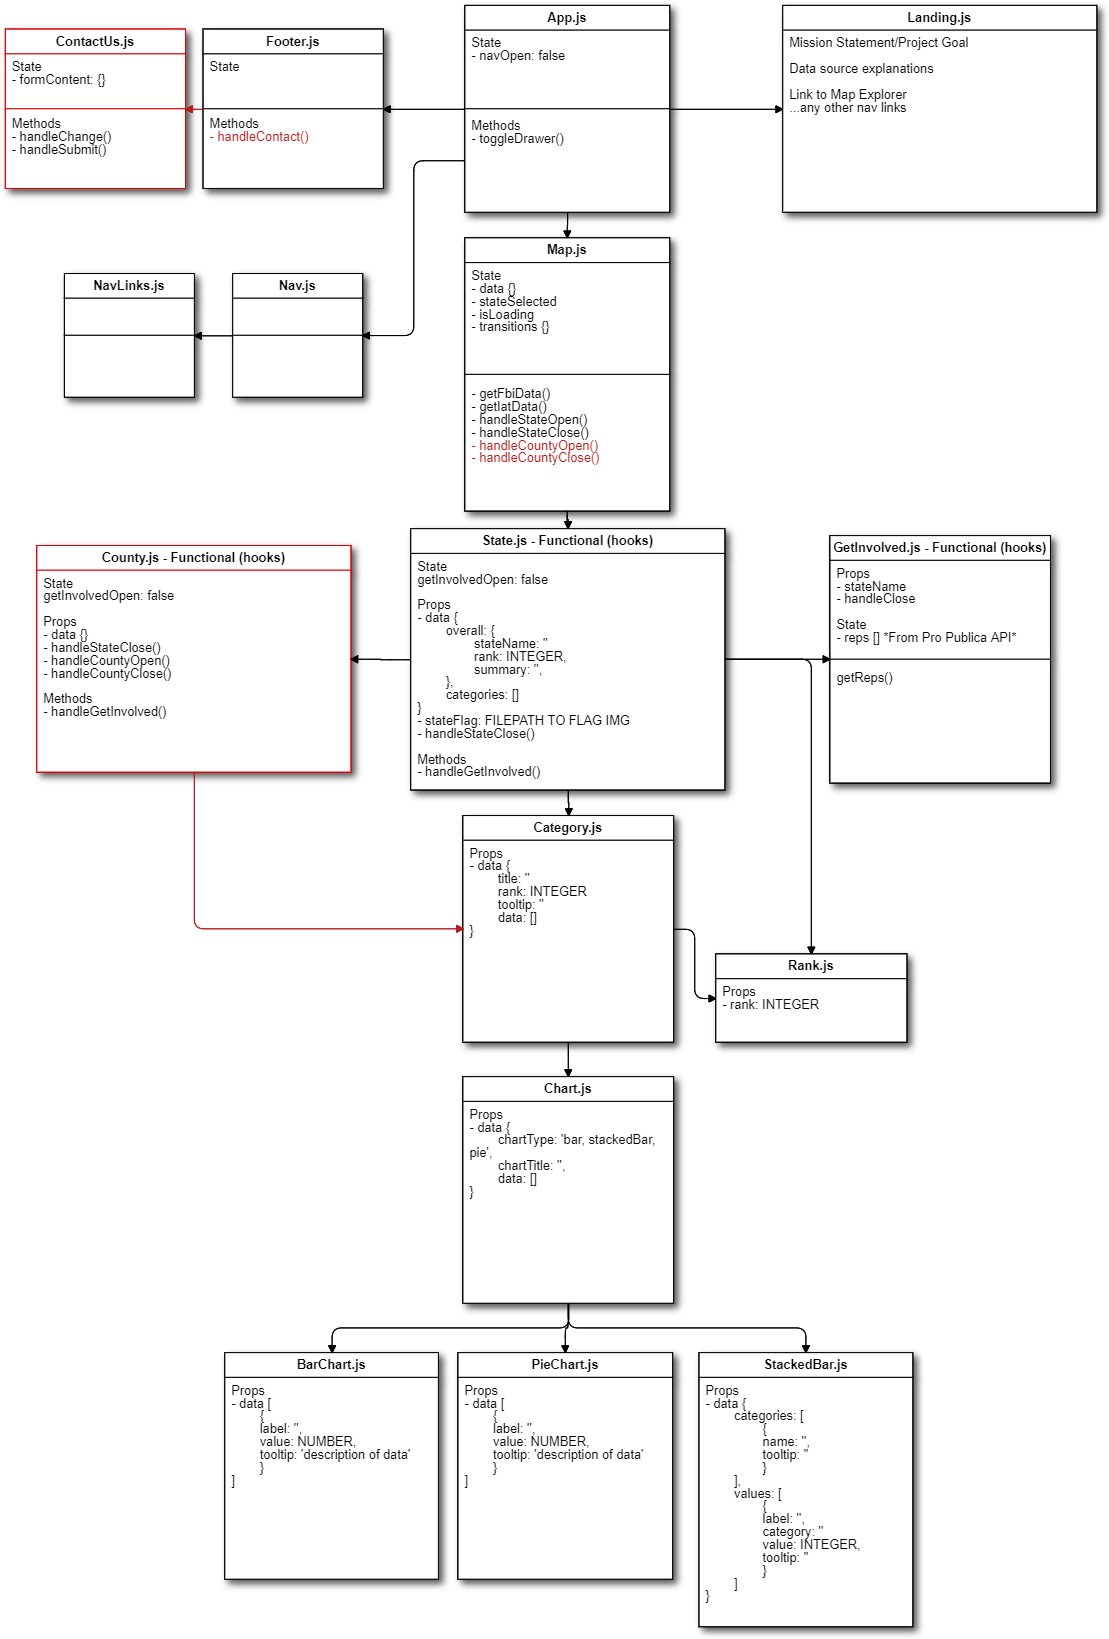 ContactUs.js
State
- formContent: {}
Methods
- handleChange()
- handleSubmit()
Footer.js
State
Methods
- handleContact()
App.js
State
- navOpen: false
Methods
- toggleDrawer()
Landing.js
Mission Statement/Project Goal
Data source explanations
Link to Map Explorer
...any other nav links
NavLinks.js
Nav.js
Map.js
State
- data {}
- stateSelected
- isLoading
- transitions {}
- getFbiData()
- getIatData()
- handleStateOpen()
- handleStateClose()
- handleCountyOpen()
- handleCountyClose()
County.js - Functional (hooks)
State
getInvolvedOpen: false
Props
- data {}
- handleStateClose()
- handleCountyOpen()
- handleCountyClose()
Methods
- handleGetInvolved()
State.js - Functional (hooks)
State
getInvolvedOpen: false
Props
- data {
overall: {
stateName: ''
rank: INTEGER,
summary: '',
},
categories: []
}
- stateFlag: FILEPATH TO FLAG IMG
- handleStateClose()
Methods
- handleGetInvolved()
GetInvolved.js - Functional (hooks)
Props
- stateName
- handleClose
State
- reps [] *From Pro Publica API*
getReps()
Category.js
Props
- data {
title: ''
rank: INTEGER
tooltip: ''
data: []
}
Rank.js
Props
- rank: INTEGER
Chart.js
Props
- data {
chartType: 'bar, stackedBar,
pie',
chartTitle: '',
data: []
}
BarChart.js
Props
- data [
{
label: '',
value: NUMBER,
tooltip: 'description of data'
}
]
PieChart.js
Props
- data [
{
label: '',
value: NUMBER,
tooltip: 'description of data'
}
]
StackedBar.js
Props
- data {
categories: [
{
name: '',
tooltip: ''
}
],
values: [
{
label: '',
category: ''
value: INTEGER,
tooltip: ''
}
]
}